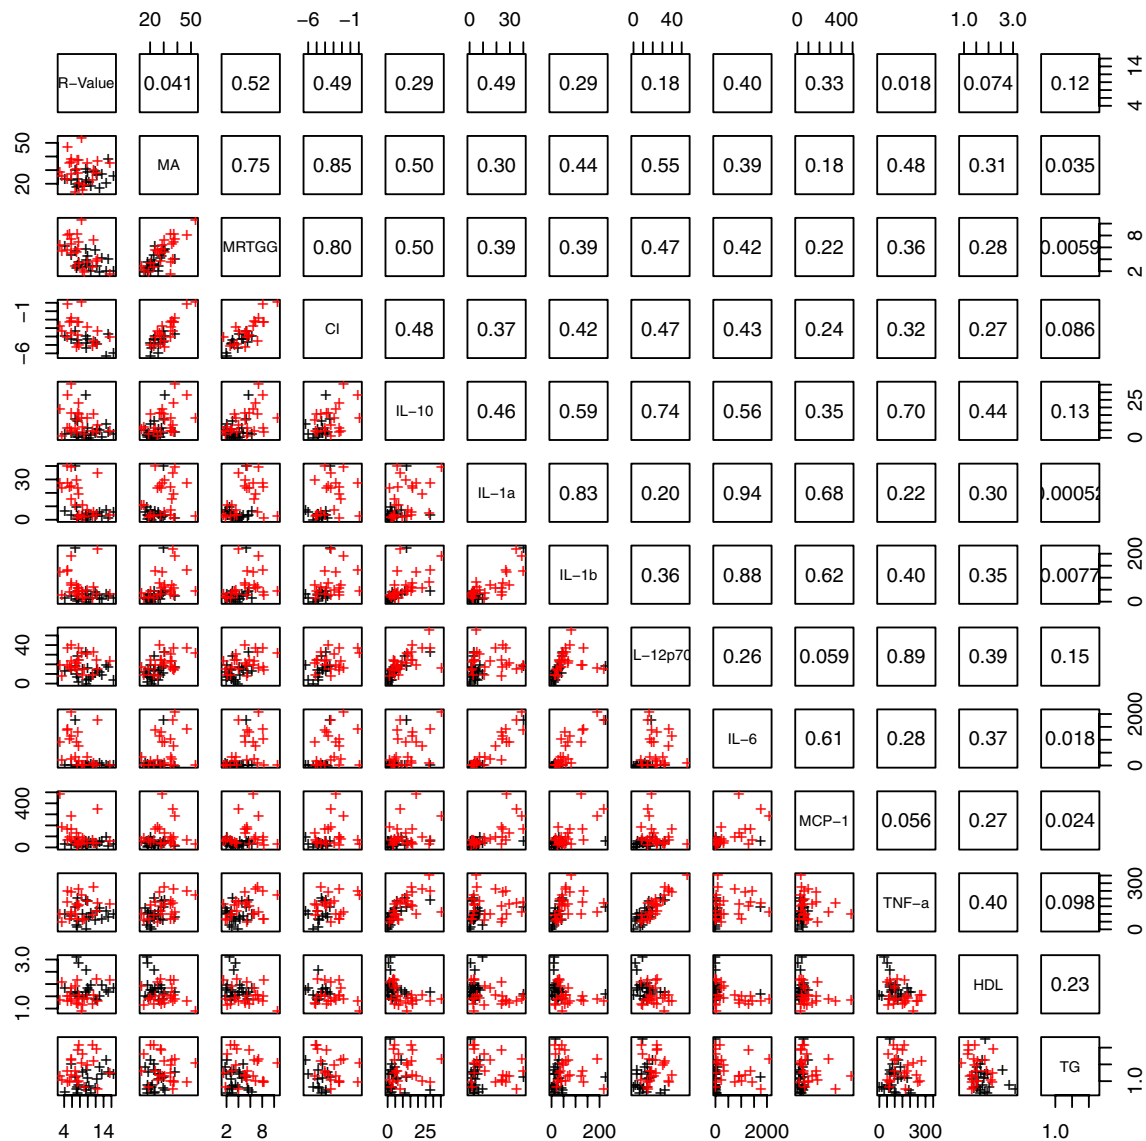 20 50 −6 −1 0 30 0 40 0 400 1.0 3.0
R−Value 0.041 0.52 0.49 0.29 0.49 0.29 0.18 0.40 0.33 0.018 0.074 0.12 4 14
20 50 MA 0.75 0.85 0.50 0.30 0.44 0.55 0.39 0.18 0.48 0.31 0.035
MRTGG 0.80 0.50 0.39 0.39 0.47 0.42 0.22 0.36 0.28 0.0059 2 8
−6 −1 CI 0.48 0.37 0.42 0.47 0.43 0.24 0.32 0.27 0.086
IL−10 0.46 0.59 0.74 0.56 0.35 0.70 0.44 0.13 0 25
0 30 IL−1a 0.83 0.20 0.94 0.68 0.22 0.30 0.00052
IL−1b 0.36 0.88 0.62 0.40 0.35 0.0077 0 200
0 40 L−12p70 0.26 0.059 0.89 0.39 0.15
IL−6 0.61 0.28 0.37 0.018 0 2000
0 400 MCP−1 0.056 0.27 0.024
TNF−a 0.40 0.098 0 300
1.0 3.0 HDL 0.23
TG 1.0
4 14 2 8 0 25 0 200 0 2000 0 300 1.0